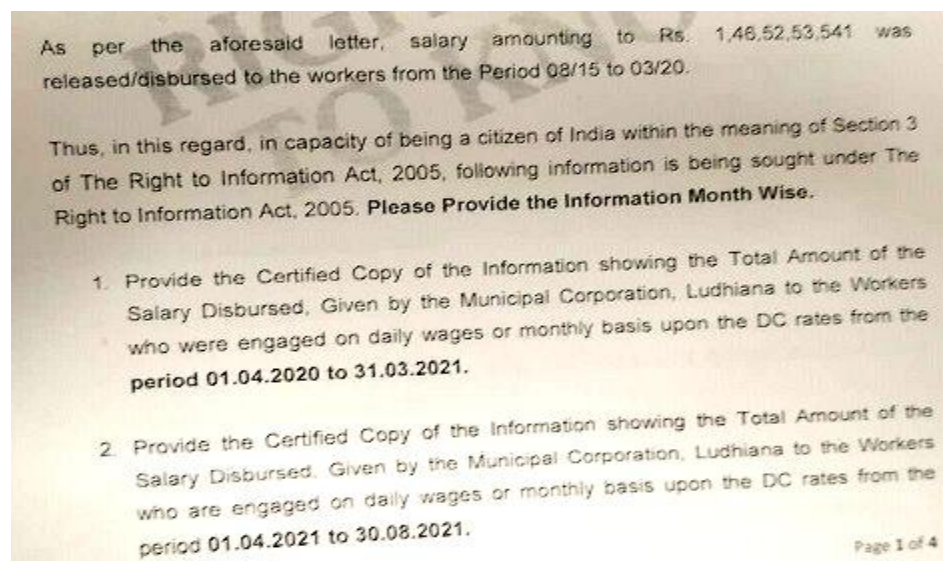 RIGHT
TO KNOW
As per the aforesaid letter, salary amounting to Rs. 1,46,52,53,541 was
released/disbursed to the workers from the Period 08/15 to 03/20.
Thus, in this regard, in capacity of being a citizen of India within the meaning of Section 3
of The Right to Information Act, 2005, following information is being sought under The
Right to Information Act, 2005. Please Provide the Information Month Wise.
1. Provide the Certified Copy of the Information showing the Total Amount of the
Salary Disbursed, Given by the Municipal Corporation, Ludhiana to the Workers
who were engaged on daily wages or monthly basis upon the DC rates from the
period 01.04.2020 to 31.03.2021.
2. Provide the Certified Copy of the Information showing the Total Amount of the
Salary Disbursed, Given by the Municipal Corporation, Ludhiana to the Workers
who are engaged on daily wages or monthly basis upon the DC rates from the
period 01.04.2021 to 30.08.2021.
Page 1 of 4